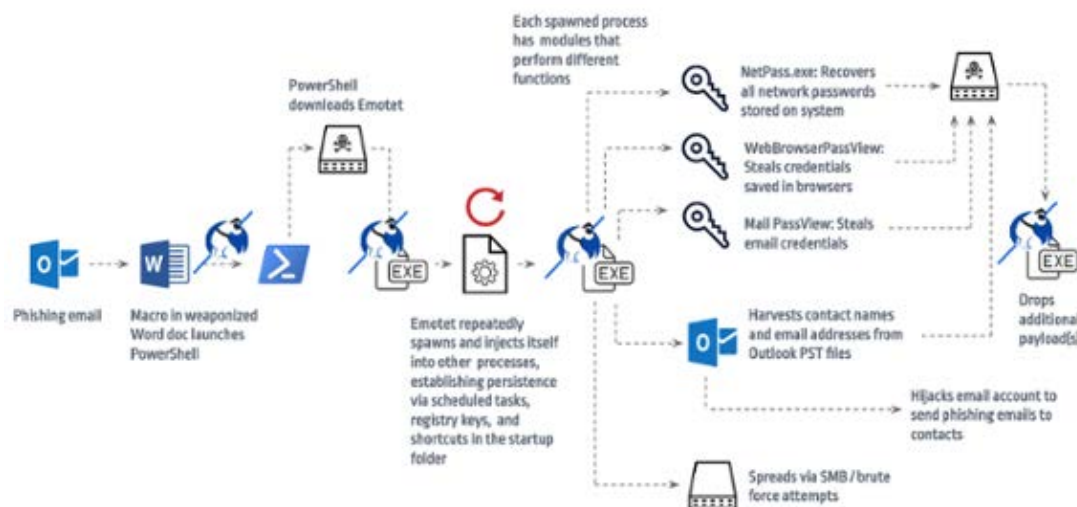 Each spawned process
has modules that
perform different
functions
PowerShell
downloads Emotet
NetPass.exe: Recovers
all network passwords
stored on system
WebBrowserPassView:
Steals credentials
saved in browsers
Mail PassView: Steals
email credentials
O
W
EXE
EXE
EXE
Phishing email
Macro in weaponized
Word doc launches
PowerShell
Emotet repeatedly
spawns and injects itself
into other processes,
establishing persistence
via scheduled tasks,
registry keys, and
shortcuts in the startup
folder
O
Harvests contact names
and email addresses from
Outlook PST files
Drops
additional
payload(s)
Hijacks email account to
send phishing emails to
contacts
Spreads via SMB/brute
force attempts